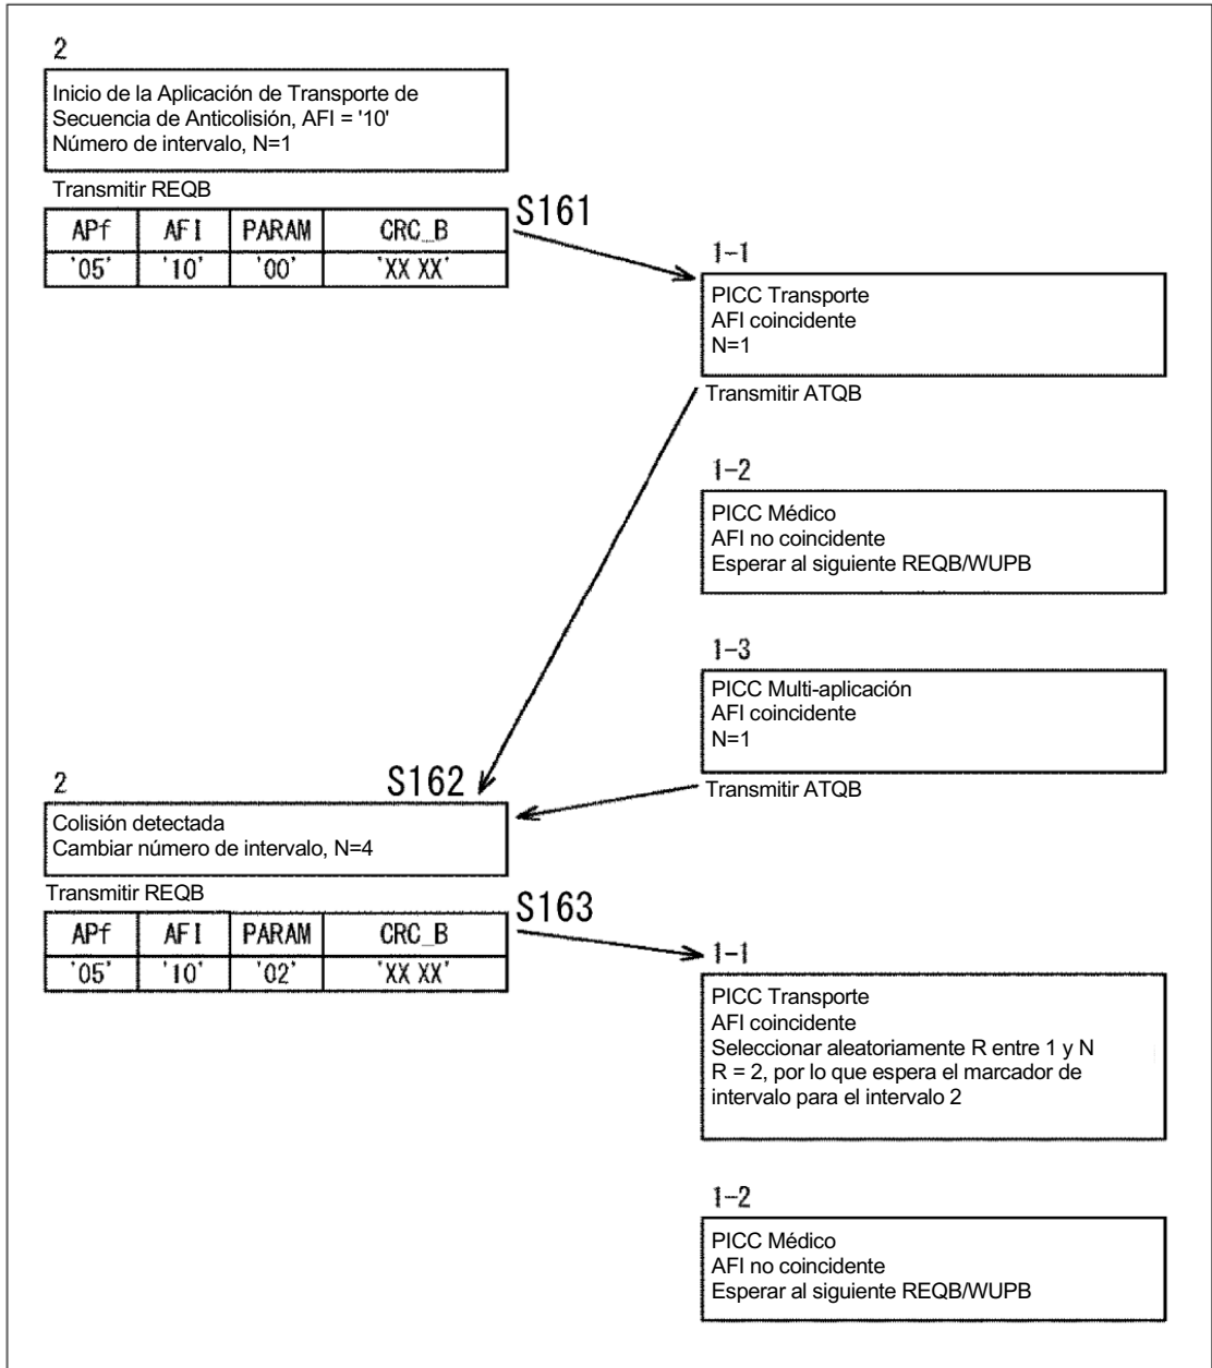 2
Inicio de la Aplicación de Transporte de
Secuencia de Anticolisión, AFI = '10'
Número de intervalo, N=1
Transmitir REQB
APf AFI PARAM CRC_B
'05' '10' '00' 'XX XX'
S161
1-1
PICC Transporte
AFI coincidente
N=1
Transmitir ATQB
1-2
PICC Médico
AFI no coincidente
Esperar al siguiente REQB/WUPB
1-3
PICC Multi-aplicación
AFI coincidente
N=1
Transmitir ATQB
2
S162
Colisión detectada
Cambiar número de intervalo, N=4
Transmitir REQB
APf AFI PARAM CRC_B
'05' '10' '02' 'XX XX'
S163
1-1
PICC Transporte
AFI coincidente
Seleccionar aleatoriamente R entre 1 y N
R = 2, por lo que espera el marcador de
intervalo para el intervalo 2
1-2
PICC Médico
AFI no coincidente
Esperar al siguiente REQB/WUPB